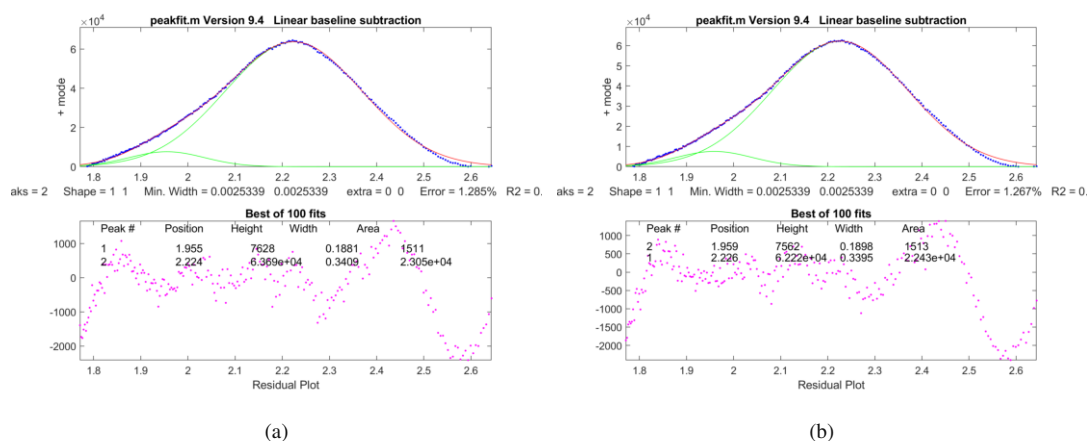 peakfit.m Version 9.4 Linear baseline subtraction
×10⁴
6
4
2
0
+ mode
1.8 1.9 2 2.1 2.2 2.3 2.4 2.5 2.6
aks = 2 Shape = 1 1 Min. Width = 0.0025339 0.0025339 extra = 0 0 Error = 1.285% R2 = 0.
Best of 100 fits
Peak # Position Height Width Area
1 1.955 7628 0.1881 1511
2 2.224 6.369e+04 0.3409 2.305e+04
1000
0
-1000
-2000
1.8 1.9 2 2.1 2.2 2.3 2.4 2.5 2.6
Residual Plot
(a)
peakfit.m Version 9.4 Linear baseline subtraction
×10⁴
6
5
4
3
2
1
0
+ mode
1.8 1.9 2 2.1 2.2 2.3 2.4 2.5 2.6
aks = 2 Shape = 1 1 Min. Width = 0.0025339 0.0025339 extra = 0 0 Error = 1.267% R2 = 0.
Best of 100 fits
Peak # Position Height Width Area
2 1.959 7562 0.1898 1513
1 2.226 6.222e+04 0.3395 2.243e+04
1000
500
0
-500
-1000
-1500
-2000
1.8 1.9 2 2.1 2.2 2.3 2.4 2.5 2.6
Residual Plot
(b)